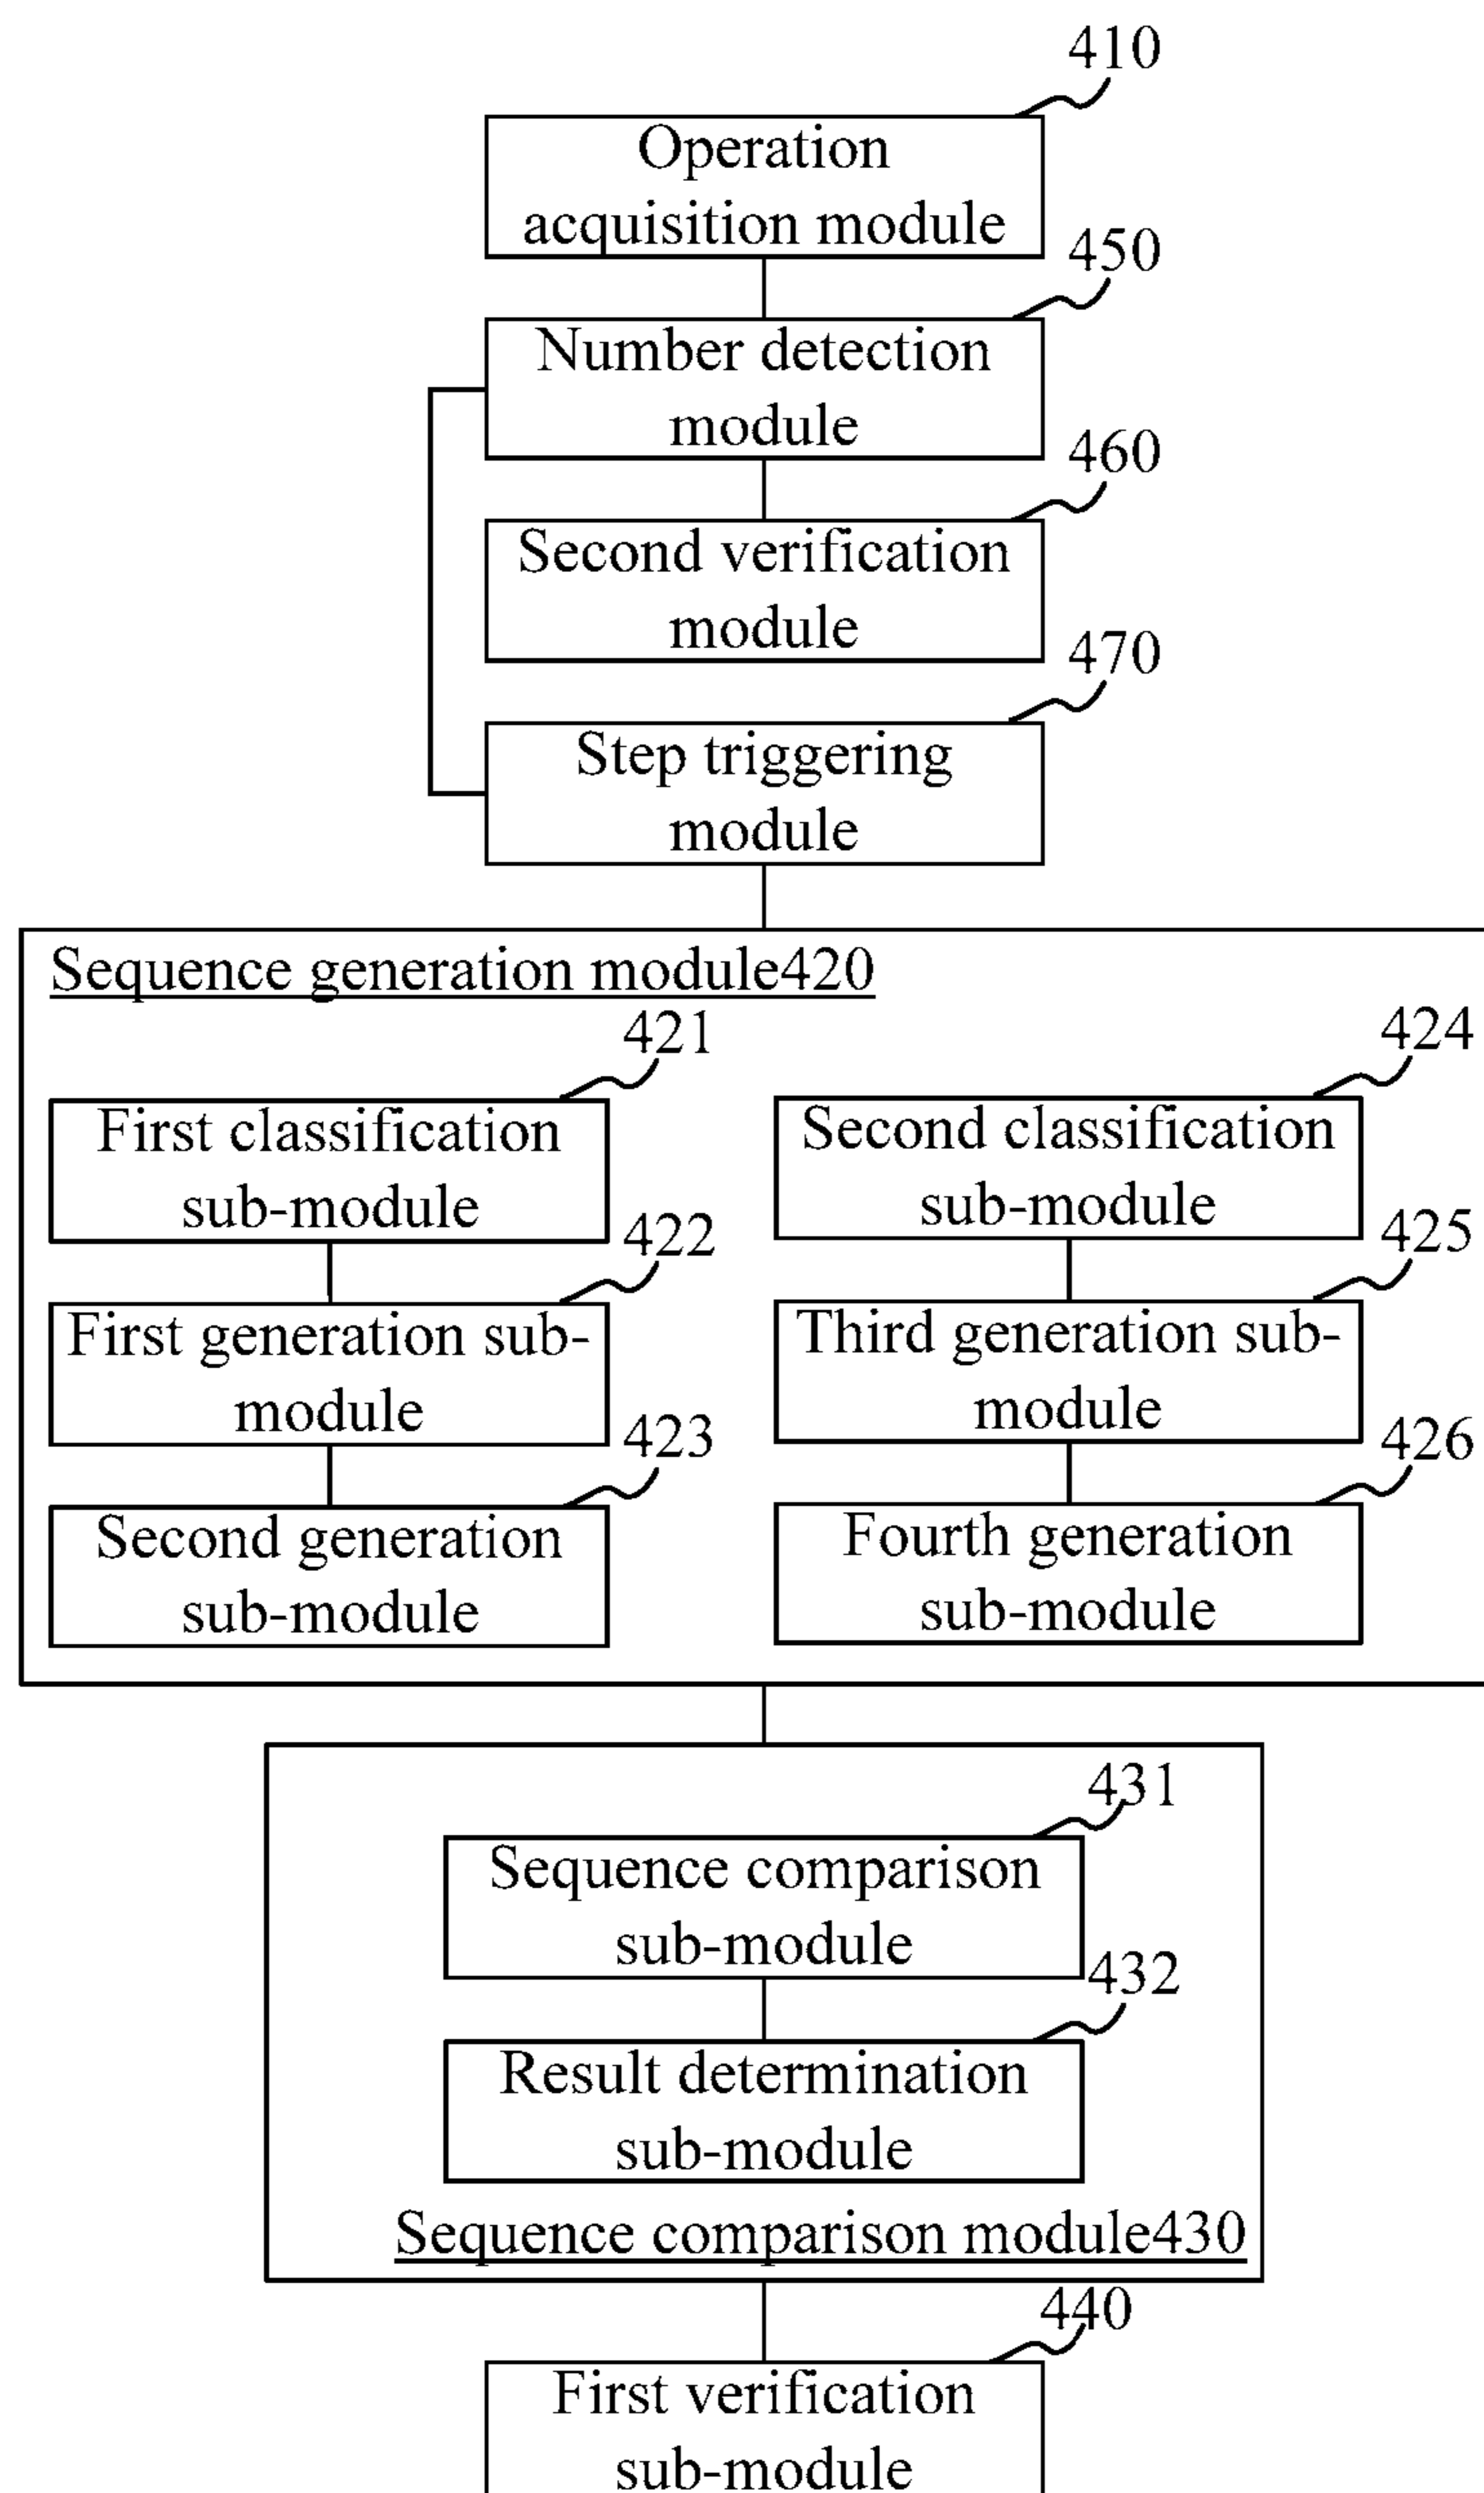 410
Operation
acquisition module
450
Number detection
module
460
Second verification
module
470
Step triggering
module
Sequence generation module420
421
First classification
sub-module
422
First generation sub-
module
423
Second generation
sub-module
424
Second classification
sub-module
425
Third generation sub-
module
426
Fourth generation
sub-module
431
Sequence comparison
sub-module
432
Result determination
sub-module
Sequence comparison module430
440
First verification
sub-module